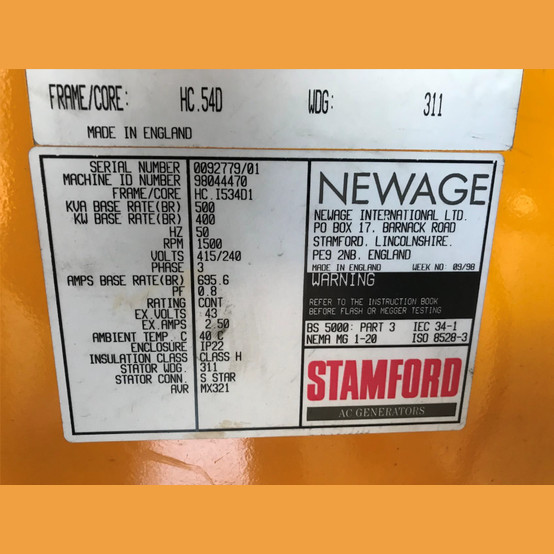 FRAME/CORE: HC.54D WDG: 311
MADE IN ENGLAND
SERIAL NUMBER 0092779/01
MACHINE ID NUMBER 98044470
FRAME/CORE HC.I534D1
KVA BASE RATE(BR) 500
KW BASE RATE(BR) 400
HZ 50
RPM 1500
VOLTS 415/240
PHASE 3
AMPS BASE RATE(BR) 695.6
PF 0.8
RATING CONT
EX.VOLTS 43
EX.AMPS 2.50
AMBIENT TEMP. C 40 C
ENCLOSURE IP22
INSULATION CLASS CLASS H
STATOR WDG. 311
STATOR CONN. S STAR
AVR MX321
NEWAGE
NEWAGE INTERNATIONAL LTD.
PO BOX 17. BARNACK ROAD
STAMFORD. LINCOLNSHIRE.
PE9 2NB. ENGLAND
MADE IN ENGLAND WEEK NO 09/98
WARNING
REFER TO THE INSTRUCTION BOOK
BEFORE FLASH OR MEGGER TESTING
BS 5000: PART 3 IEC 34-1
NEMA MG 1-20 ISO 8528-3
STAMFORD
AC GENERATORS